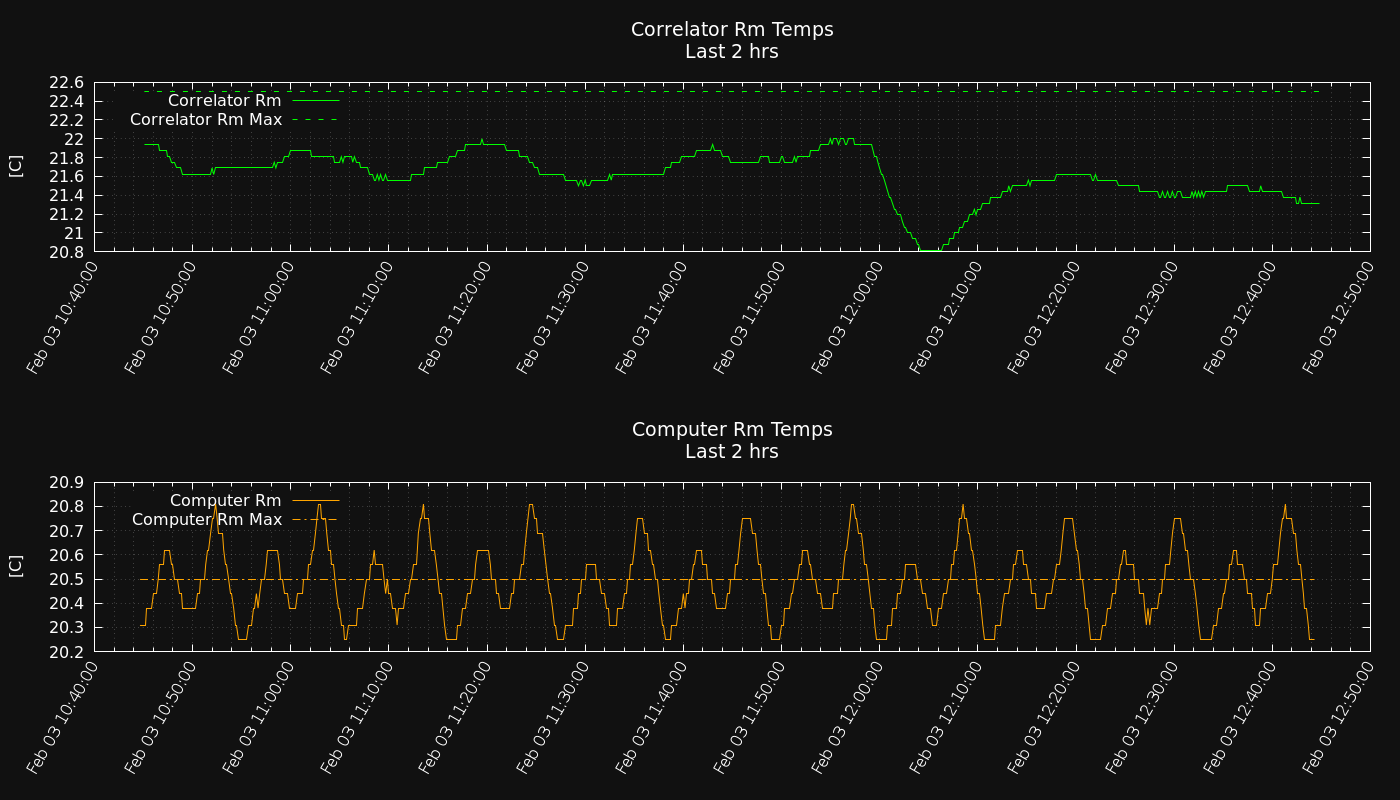 Correlator Rm Temps
Last 2 hrs
[C]
22.6
22.4
22.2
22
21.8
21.6
21.4
21.2
21
20.8
Correlator Rm
Correlator Rm Max
Feb 03 10:40:00
Feb 03 10:50:00
Feb 03 11:00:00
Feb 03 11:10:00
Feb 03 11:20:00
Feb 03 11:30:00
Feb 03 11:40:00
Feb 03 11:50:00
Feb 03 12:00:00
Feb 03 12:10:00
Feb 03 12:20:00
Feb 03 12:30:00
Feb 03 12:40:00
Feb 03 12:50:00
Computer Rm Temps
Last 2 hrs
[C]
20.9
20.8
20.7
20.6
20.5
20.4
20.3
20.2
Computer Rm
Computer Rm Max
Feb 03 10:40:00
Feb 03 10:50:00
Feb 03 11:00:00
Feb 03 11:10:00
Feb 03 11:20:00
Feb 03 11:30:00
Feb 03 11:40:00
Feb 03 11:50:00
Feb 03 12:00:00
Feb 03 12:10:00
Feb 03 12:20:00
Feb 03 12:30:00
Feb 03 12:40:00
Feb 03 12:50:00